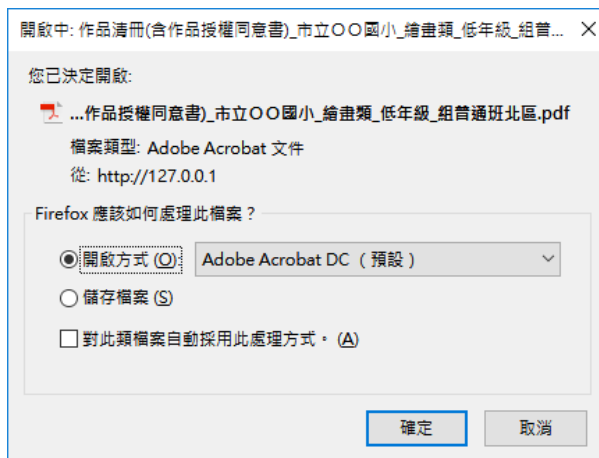 開啟中: 作品清冊(含作品授權同意書)_市立○○國小_繪畫類_低年級_組普...
您已決定開啟:
...作品授權同意書)_市立○○國小_繪畫類_低年級_組普通班北區.pdf
檔案類型: Adobe Acrobat 文件
從: http://127.0.0.1
Firefox 應該如何處理此檔案？
開啟方式 (O): Adobe Acrobat DC （預設）
儲存檔案 (S)
對此類檔案自動採用此處理方式。 (A)
確定 取消